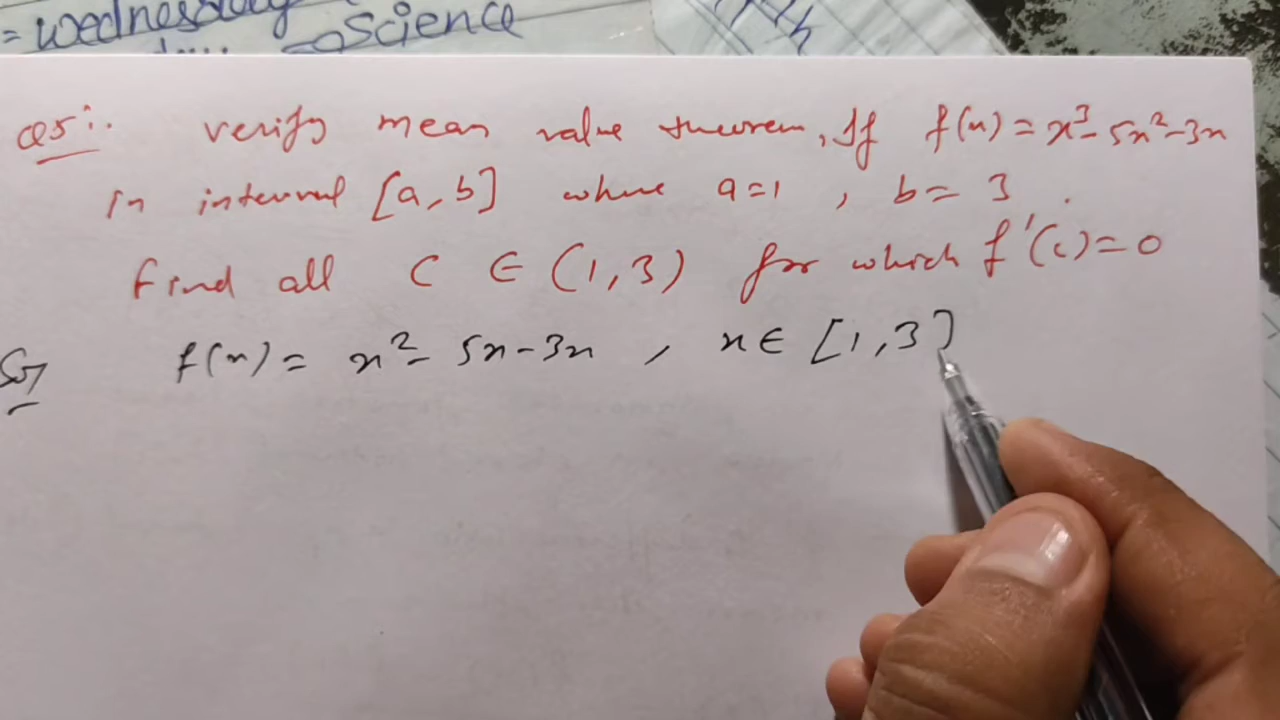 = Wednesday
Science
Q5:. Verify mean value theorem, If f(x) = x³- 5x²-3x
in interval [a, b] where a=1 , b= 3 .
Find all C ∈ (1,3) for which f'(c)=0
Sol f(x) = x²- 5x-3x , x∈ [1,3]